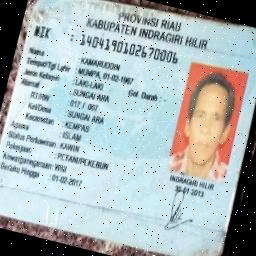 PROVINSI RIAU
KABUPATEN INDRAGIRI HILIR
NIK : 1404190102670006
Nama : KAMARUDDIN
Tempat/Tgl Lahir : MUMPA, 01-02-1967
Jenis Kelamin : LAKI-LAKI Gol. Darah : -
Alamat : SUNGAI ARA
RT/RW : 017 / 007
Kel/Desa : SUNGAI ARA
Kecamatan : KEMPAS
Agama : ISLAM
Status Perkawinan : KAWIN
Pekerjaan : PETANI/PEKEBUN
Kewarganegaraan : WNI
Berlaku Hingga : 01-02-2017
INDRAGIRI HILIR